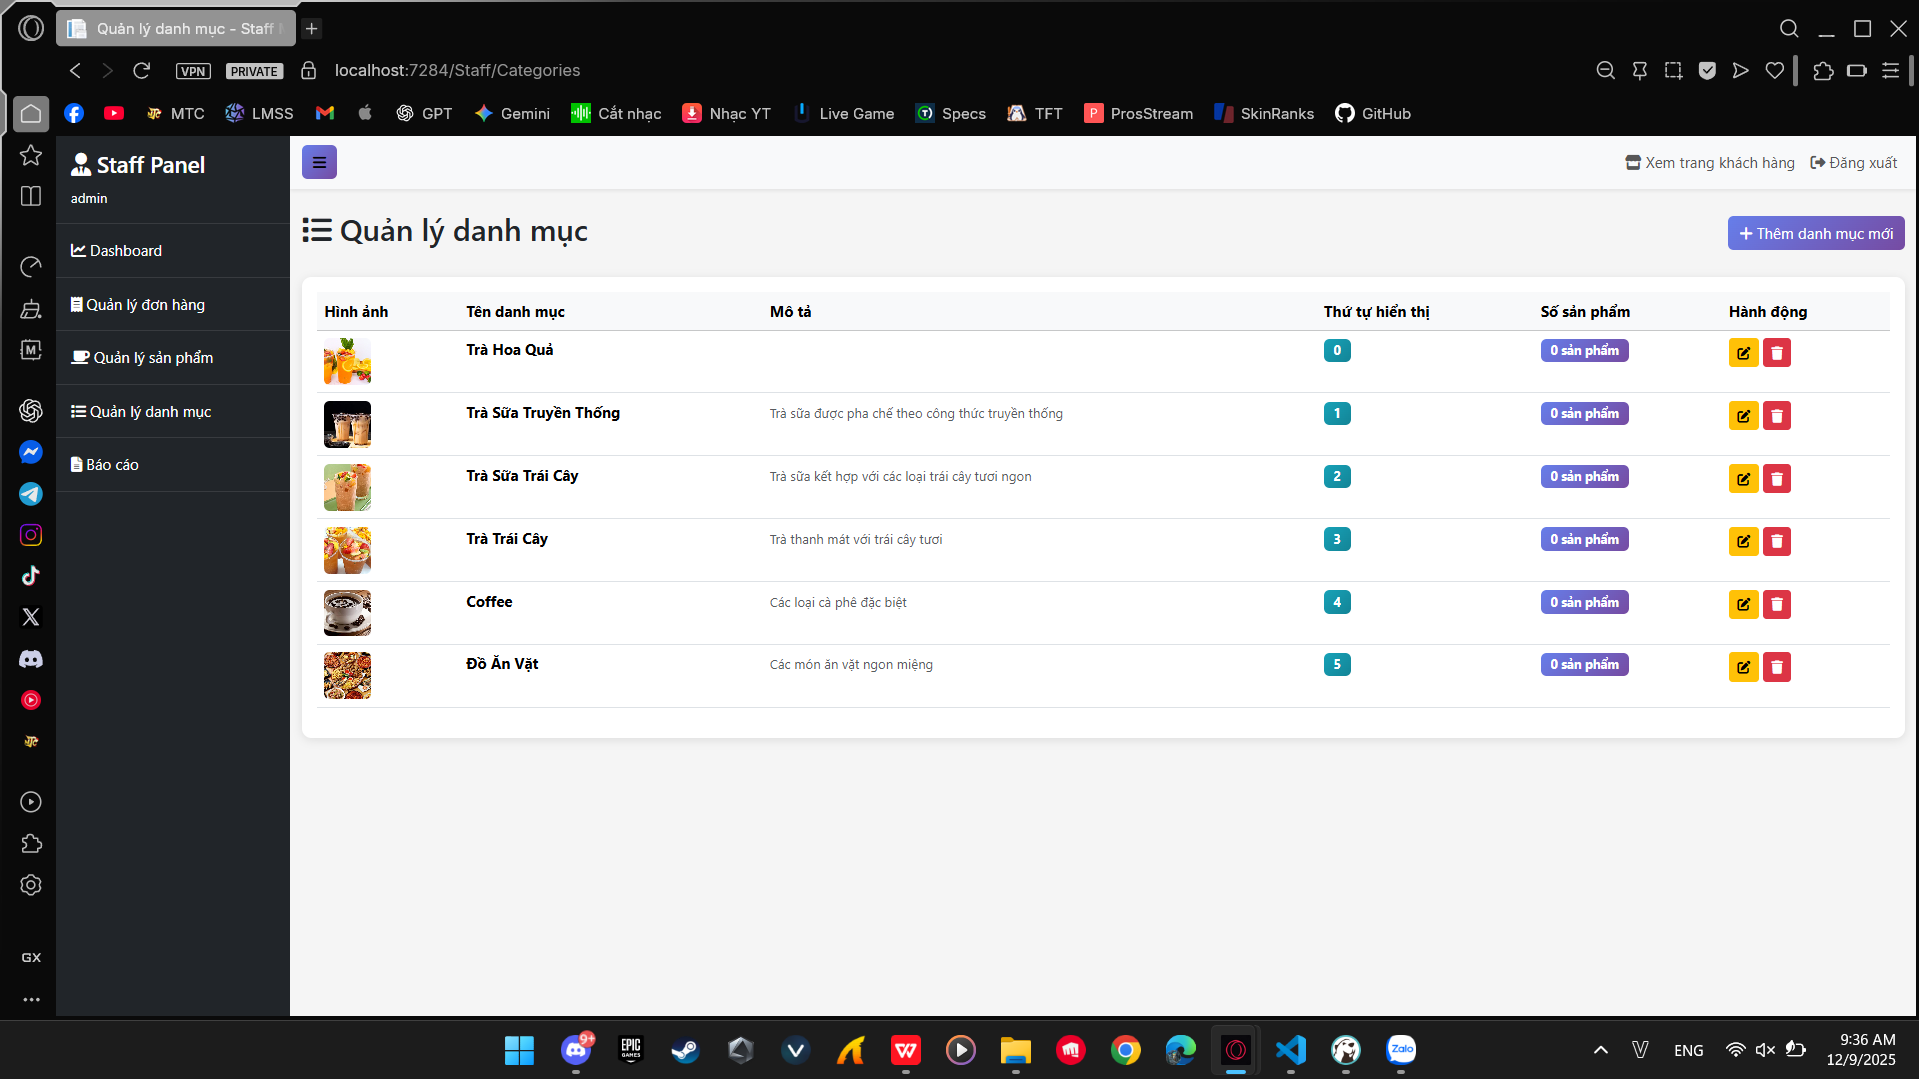 Quản lý danh mục - Staff
VPN PRIVATE localhost:7284/Staff/Categories
MTC LMSS GPT Gemini Cắt nhạc Nhạc YT Live Game Specs TFT ProsStream SkinRanks GitHub
Staff Panel
admin
Dashboard
Quản lý đơn hàng
Quản lý sản phẩm
Quản lý danh mục
Báo cáo
Xem trang khách hàng Đăng xuất
Quản lý danh mục
Thêm danh mục mới
Hình ảnh Tên danh mục Mô tả Thứ tự hiển thị Số sản phẩm Hành động
Trà Hoa Quả 0 0 sản phẩm
Trà Sữa Truyền Thống Trà sữa được pha chế theo công thức truyền thống 1 0 sản phẩm
Trà Sữa Trái Cây Trà sữa kết hợp với các loại trái cây tươi ngon 2 0 sản phẩm
Trà Trái Cây Trà thanh mát với trái cây tươi 3 0 sản phẩm
Coffee Các loại cà phê đặc biệt 4 0 sản phẩm
Đồ Ăn Vặt Các món ăn vặt ngon miệng 5 0 sản phẩm
GX
9+ EPIC GAMES Zalo ENG 9:36 AM
12/9/2025